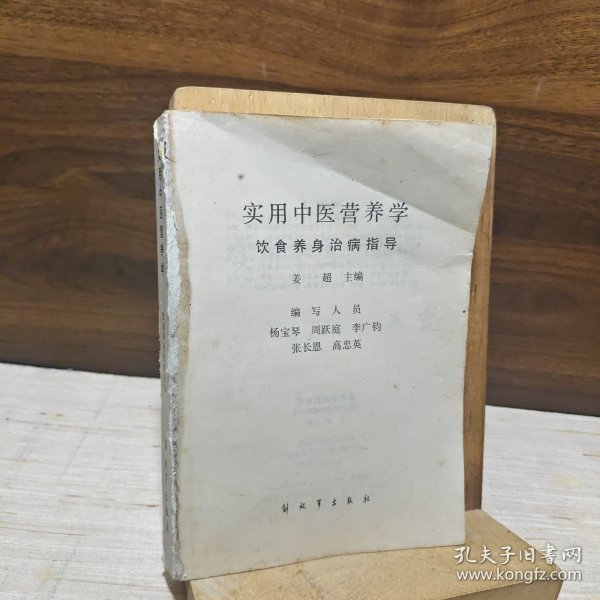 实用中医营养学
饮食养身治病指导
姜 超 主编
编 写 人 员
杨宝琴 周跃庭 李广钧
张长恩 高忠英
解放军出版社
孔夫子旧书网
www.kongfz.com